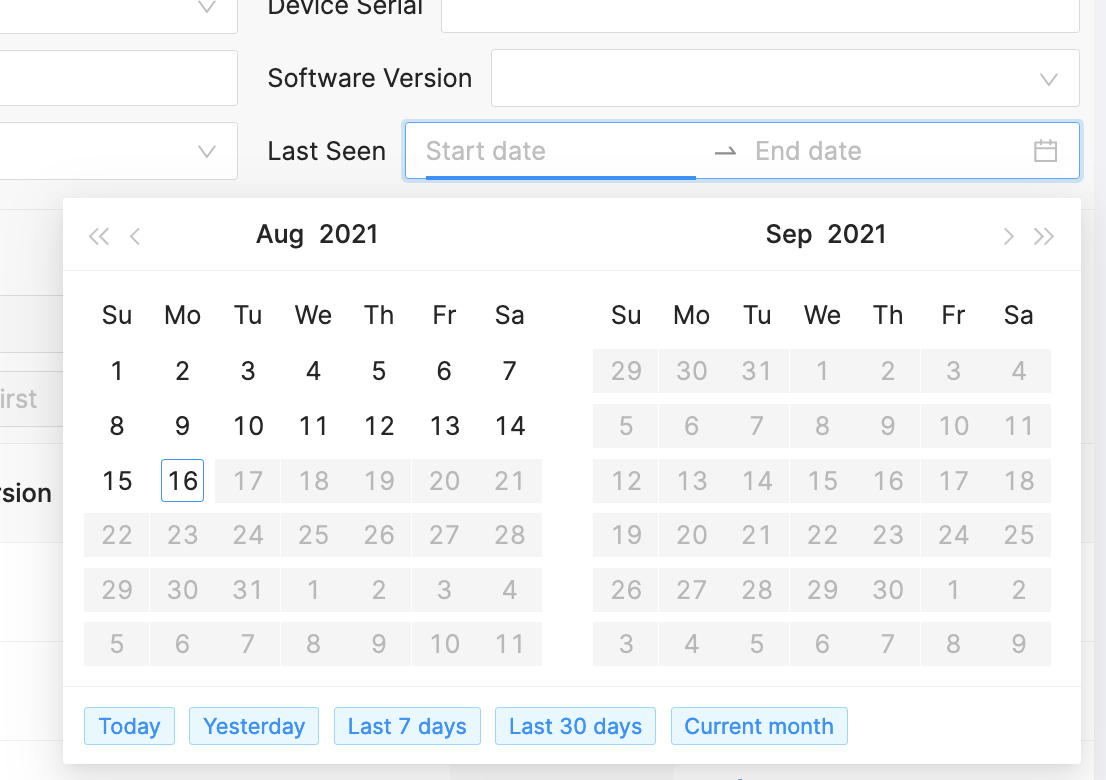 Device Serial
Software Version
Last Seen Start date End date
Aug 2021 Sep 2021
Su Mo Tu We Th Fr Sa Su Mo Tu We Th Fr Sa
1 2 3 4 5 6 7 29 30 31 1 2 3 4
8 9 10 11 12 13 14 5 6 7 8 9 10 11
15 16 17 18 19 20 21 12 13 14 15 16 17 18
22 23 24 25 26 27 28 19 20 21 22 23 24 25
29 30 31 1 2 3 4 26 27 28 29 30 1 2
5 6 7 8 9 10 11 3 4 5 6 7 8 9
irst
rsion
Today Yesterday Last 7 days Last 30 days Current month